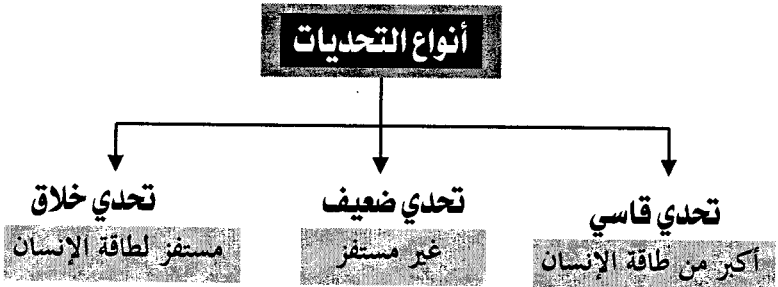 أنواع التحديات
تحدي قاسي
أكبر من طاقة الإنسان
تحدي ضعيف
غير مستفز
تحدي خلاق
مستفز لطاقة الإنسان